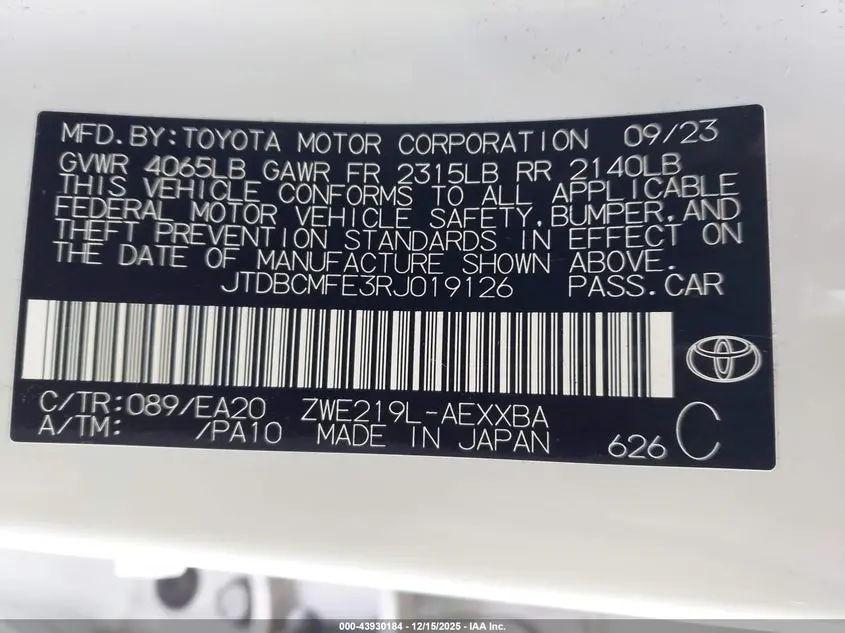 MFD.BY:TOYOTA MOTOR CORPORATION 09/23
GVWR 4065LB GAWR FR 2315LB RR 2140LB
THIS VEHICLE CONFORMS TO ALL APPLICABLE
FEDERAL MOTOR VEHICLE SAFETY,BUMPER,AND
THEFT PREVENTION STANDARDS IN EFFECT ON
THE DATE OF MANUFACTURE SHOWN ABOVE.
JTDBCMFE3RJ019126 PASS.CAR
C/TR:089/EA20 ZWE219L-AEXXBA
A/TM: /PA10 MADE IN JAPAN 626 C
000-43930184 - 12/15/2025 - IAA Inc.